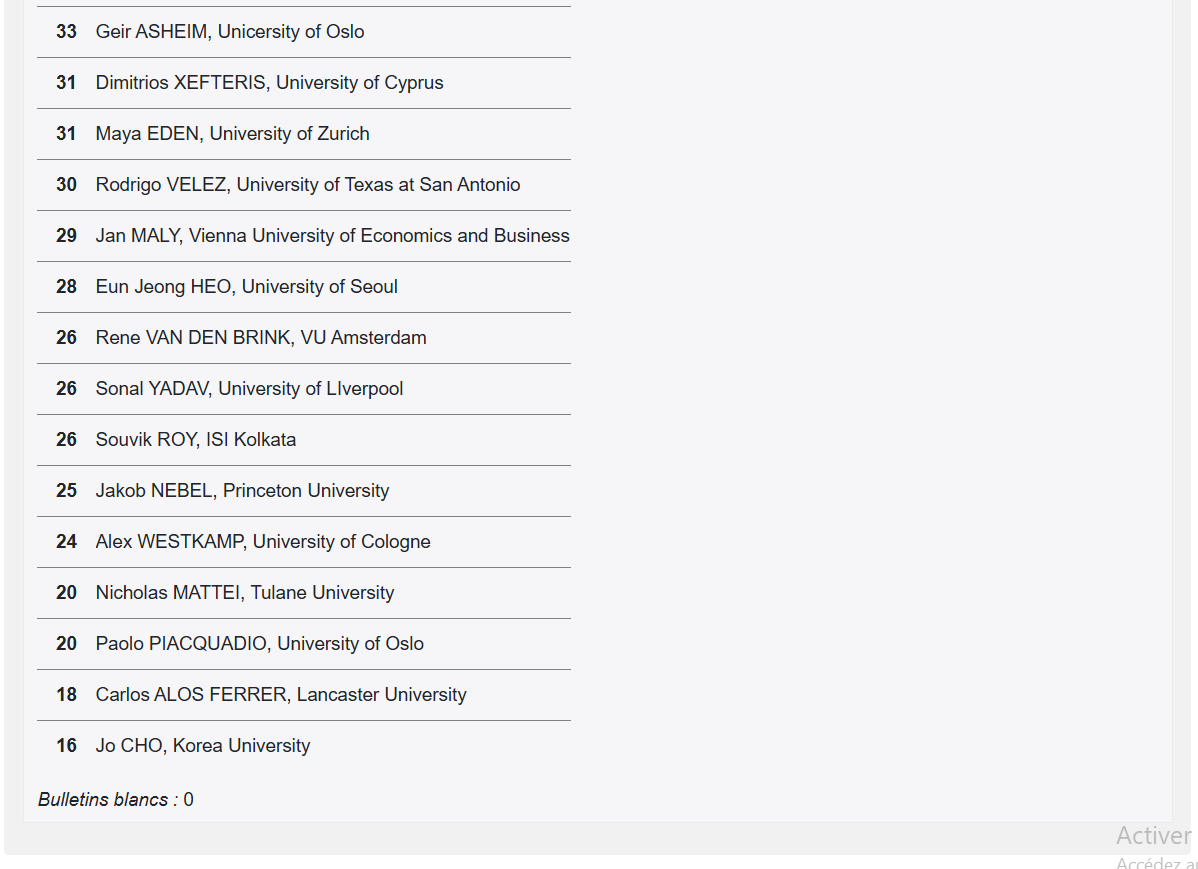 33 Geir ASHEIM, Unicersity of Oslo
31 Dimitrios XEFTERIS, University of Cyprus
31 Maya EDEN, University of Zurich
30 Rodrigo VELEZ, University of Texas at San Antonio
29 Jan MALY, Vienna University of Economics and Business
28 Eun Jeong HEO, University of Seoul
26 Rene VAN DEN BRINK, VU Amsterdam
26 Sonal YADAV, University of LIverpool
26 Souvik ROY, ISI Kolkata
25 Jakob NEBEL, Princeton University
24 Alex WESTKAMP, University of Cologne
20 Nicholas MATTEI, Tulane University
20 Paolo PIACQUADIO, University of Oslo
18 Carlos ALOS FERRER, Lancaster University
16 Jo CHO, Korea University
Bulletins blancs : 0
Activer
Accédez